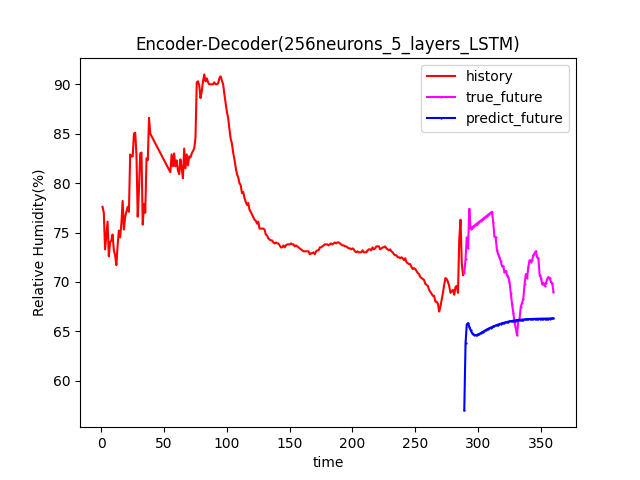 Encoder-Decoder(256neurons_5_layers_LSTM)
history
true_future
predict_future
Relative Humidity(%)
90
85
80
75
70
65
60
0 50 100 150 200 250 300 350
time